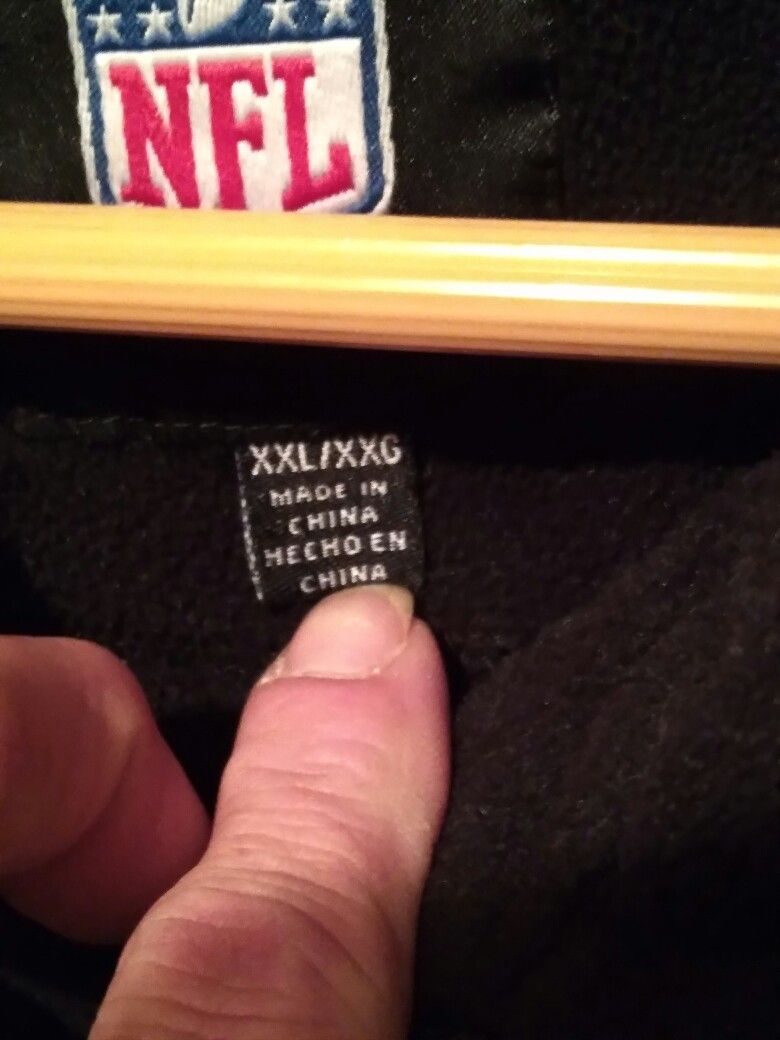 NFL
XXL/XXG
MADE IN
CHINA
HECHO EN
CHINA